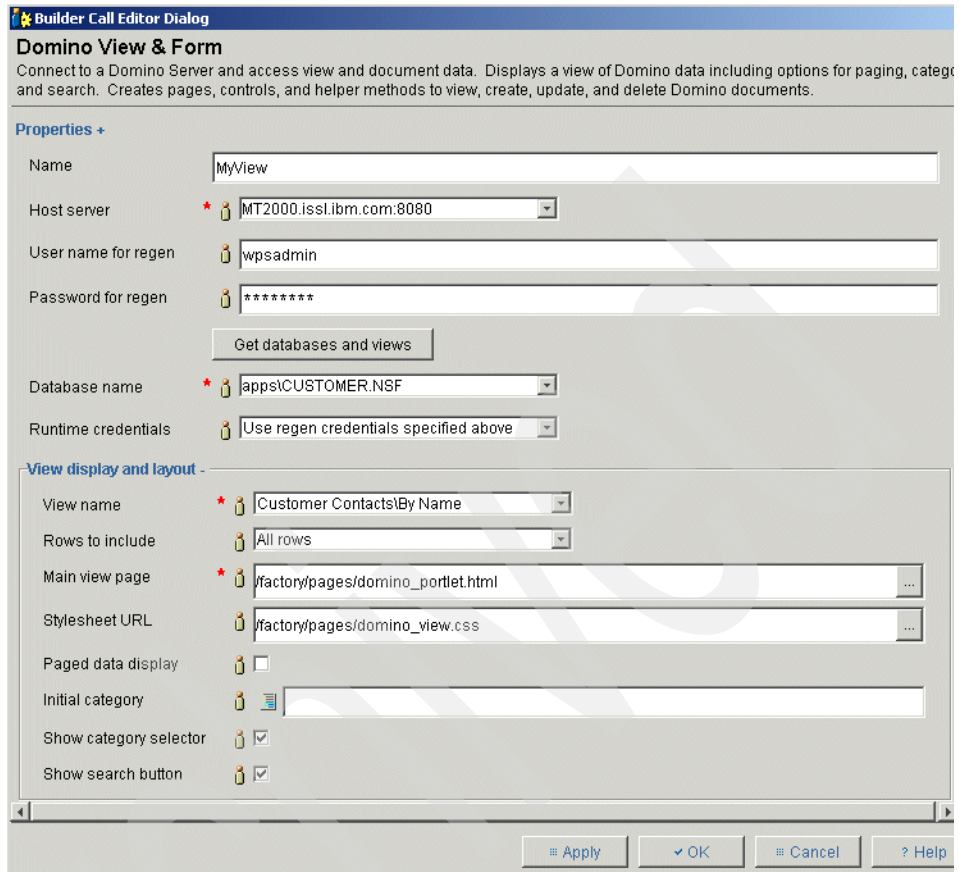 Builder Call Editor Dialog
Domino View & Form
Connect to a Domino Server and access view and document data. Displays a view of Domino data including options for paging, catego
and search. Creates pages, controls, and helper methods to view, create, update, and delete Domino documents.
Properties +
Name MyView
Host server * MT2000.issl.ibm.com:8080
User name for regen wpsadmin
Password for regen ********
Get databases and views
Database name * apps\CUSTOMER.NSF
Runtime credentials Use regen credentials specified above
View display and layout -
View name * Customer Contacts\By Name
Rows to include All rows
Main view page * /factory/pages/domino_portlet.html ...
Stylesheet URL /factory/pages/domino_view.css ...
Paged data display
Initial category
Show category selector
Show search button
Apply OK Cancel ? Help